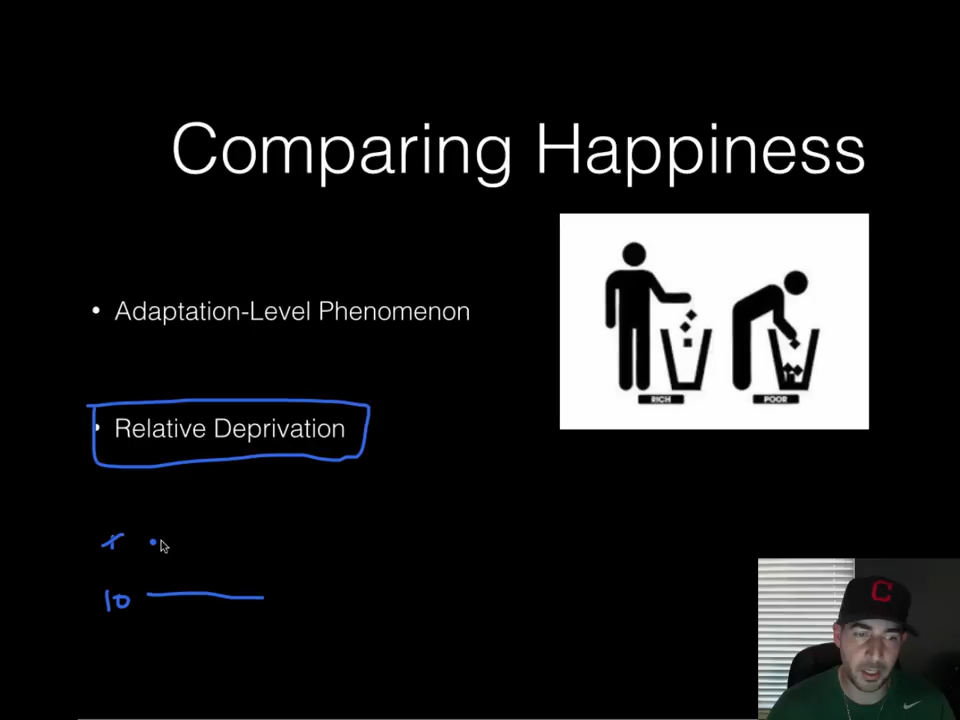 Comparing Happiness
• Adaptation-Level Phenomenon
RICH POOR
• Relative Deprivation
10
C